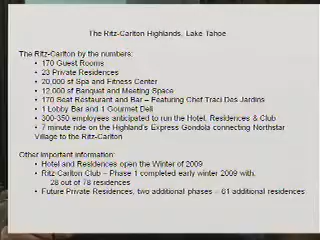 The Ritz-Carlton Highlands, Lake Tahoe
The Ritz-Carlton by the numbers:
• 170 Guest Rooms
• 23 Private Residences
• 20,000 sf Spa and Fitness Center
• 12,000 sf Banquet and Meeting Space
• 170 Seat Restaurant and Bar – Featuring Chef Traci Des Jardins
• 1 Lobby Bar and 1 Gourmet Deli
• 300-350 employees anticipated to run the Hotel, Residences & Club
• 7 minute ride on the Highland's Express Gondola connecting Northstar
Village to the Ritz-Carlton
Other important information:
• Hotel and Residences open the Winter of 2009
• Ritz-Carlton Club – Phase 1 completed early winter 2009 with,
28 out of 78 residences
• Future Private Residences, two additional phases – 61 additional residences